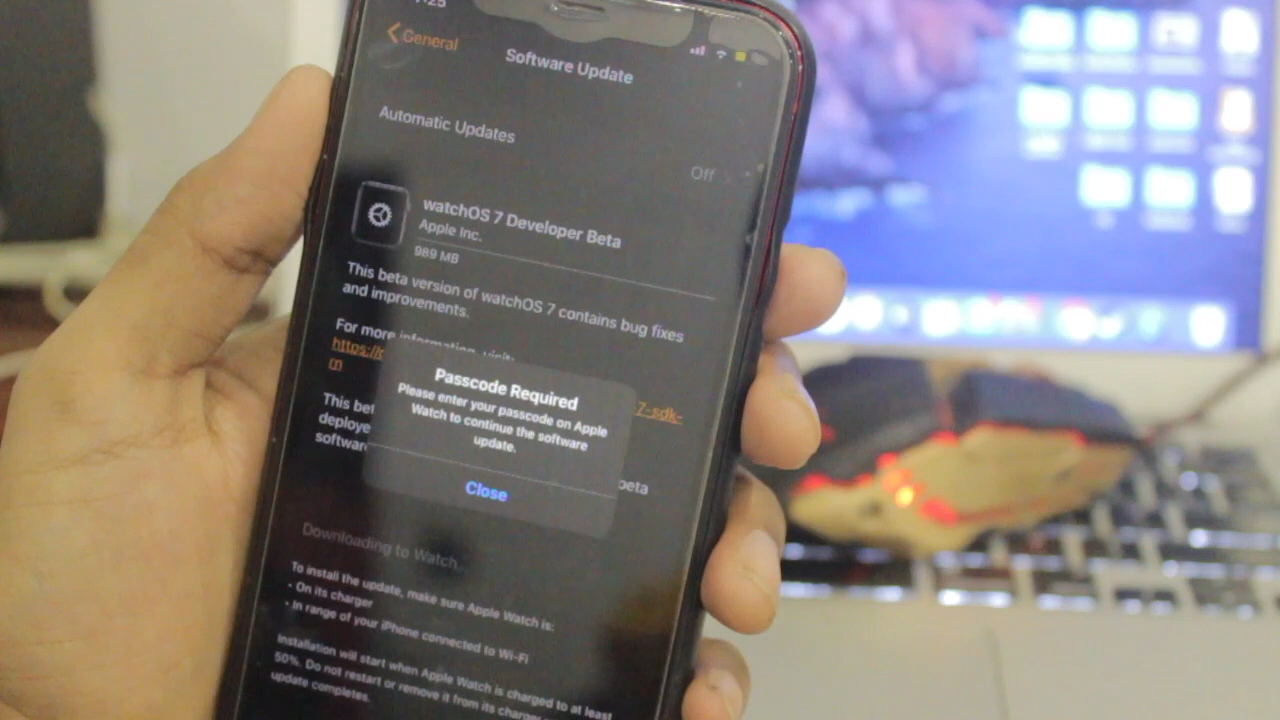 General
Software Update
Automatic Updates
Off
watchOS 7 Developer Beta
Apple Inc.
989 MB
This beta version of watchOS 7 contains bug fixes
and improvements.
For more information, visit:
7-sdk-
This
Passcode Required
Please enter your passcode on Apple
Watch to continue the software
update.
beta
Close
Downloading to Watch...
To install the update, make sure Apple Watch is:
- On its charger
- In range of your iPhone connected to Wi-Fi
Installation will start when Apple Watch is charged to at least
50%. Do not restart or remove it from its charger
update completes.